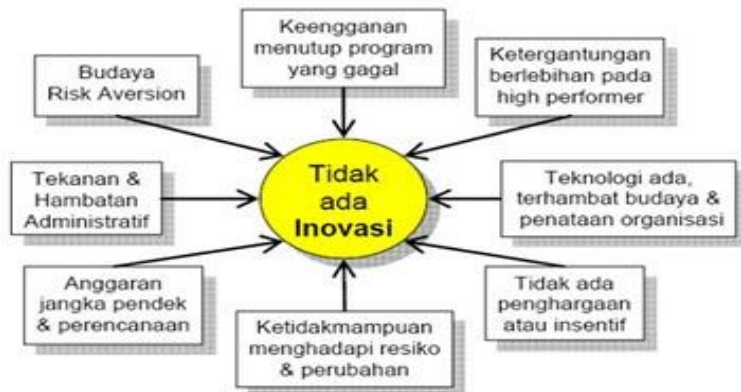 Keengganan
menutup program
yang gagal
Budaya
Risk Aversion
Ketergantungan
berlebihan pada
high performer
Tekanan &
Hambatan
Administratif
Tidak
ada
Inovasi
Teknologi ada,
terhambat budaya &
penataan organisasi
Anggaran
jangka pendek
& perencanaan
Ketidakmampuan
menghadapi resiko
& perubahan
Tidak ada
penghargaan
atau insentif